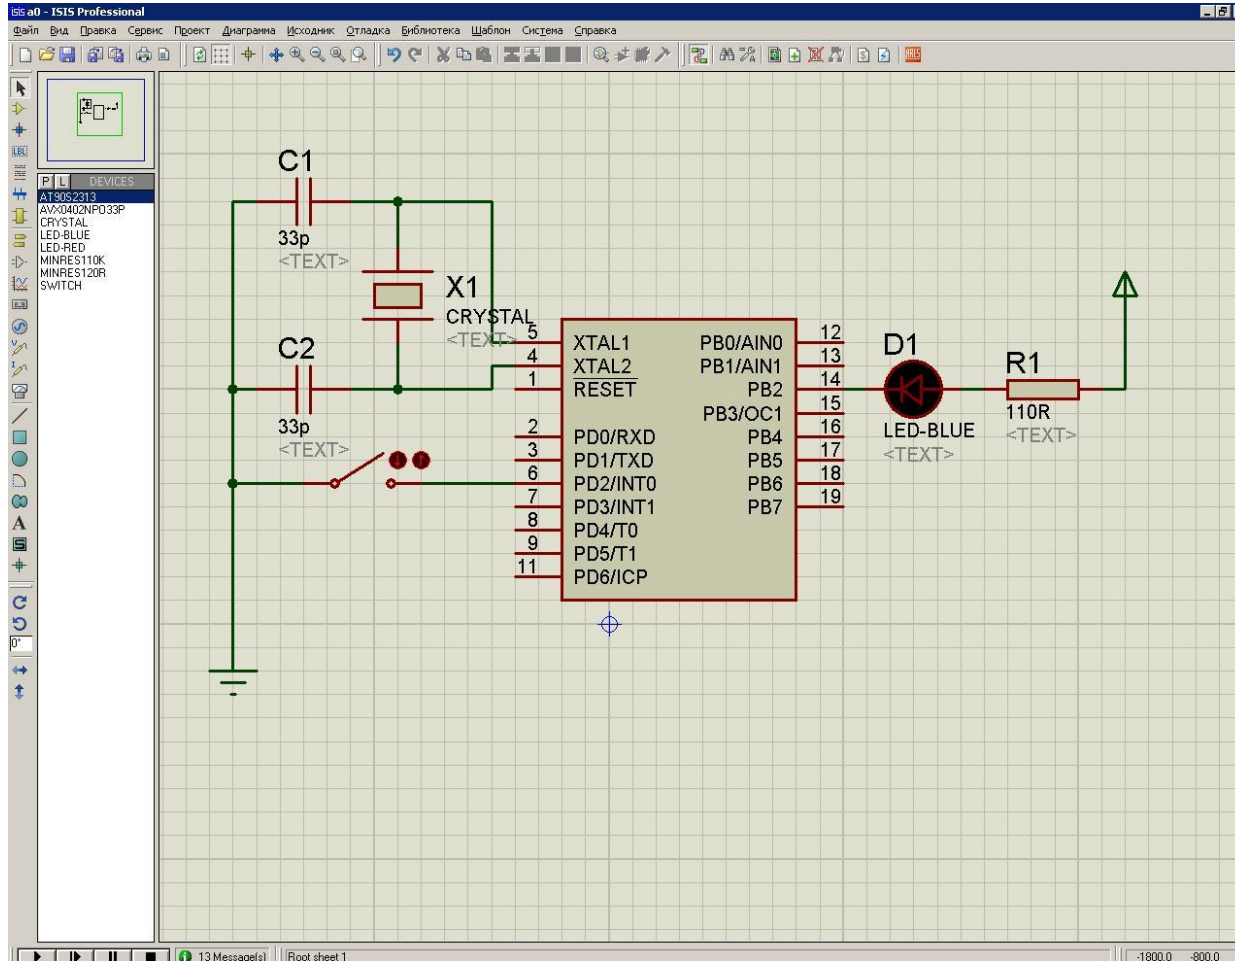 isis a0 - ISIS Professional
Файл Вид Правка Сервис Проект Диаграмма Исходник Отладка Библиотека Шаблон Система Справка
LBL
ARES
P L DEVICES
AT90S2313
AVX0402NPO33P
CRYSTAL
LED-BLUE
LED-RED
MINRES110K
MINRES120R
SWITCH
C1
33p
<TEXT>
X1
CRYSTAL
<TEXT>
C2
33p
<TEXT>
5 XTAL1
4 XTAL2
1 RESET
2 PD0/RXD
3 PD1/TXD
6 PD2/INT0
7 PD3/INT1
8 PD4/T0
9 PD5/T1
11 PD6/ICP
PB0/AIN0 12
PB1/AIN1 13
PB2 14
PB3/OC1 15
PB4 16
PB5 17
PB6 18
PB7 19
D1
LED-BLUE
<TEXT>
R1
110R
<TEXT>
A
S
0°
13 Message(s) Root sheet 1 -1800.0 -800.0